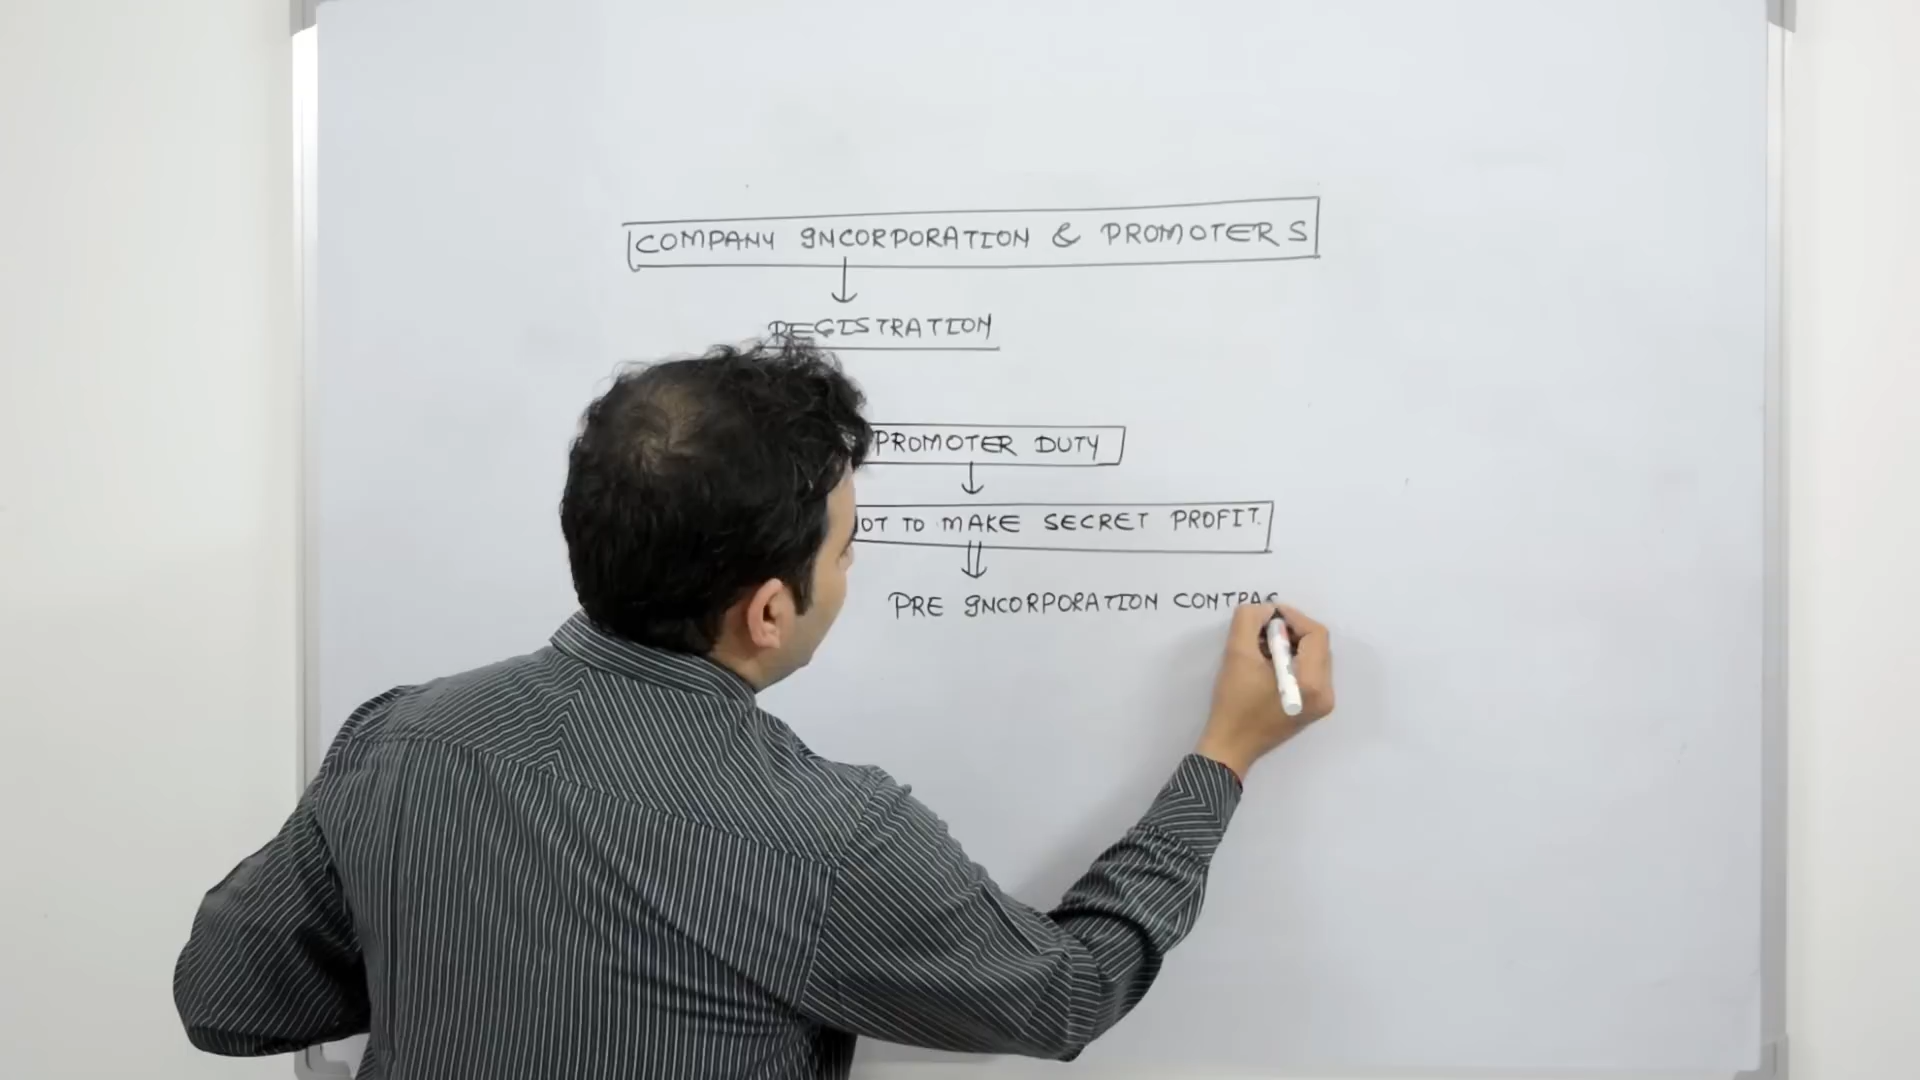 COMPANY INCORPORATION & PROMOTERS
REGISTRATION
PROMOTER DUTY
TO MAKE SECRET PROFIT.
PRE INCORPORATION